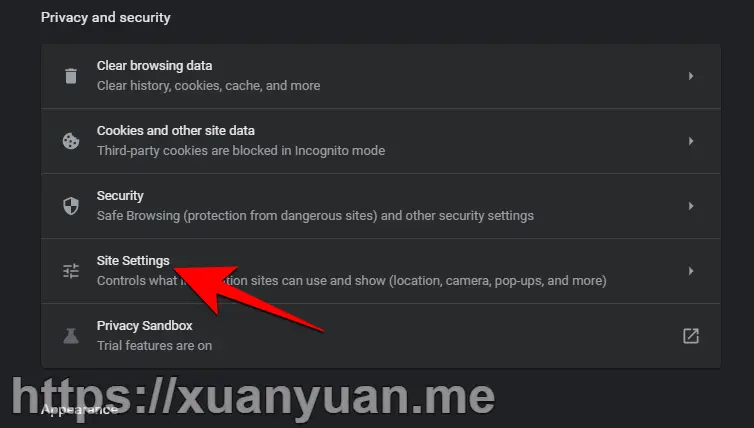 Privacy and security
Clear browsing data
Clear history, cookies, cache, and more
Cookies and other site data
Third-party cookies are blocked in Incognito mode
Security
Safe Browsing (protection from dangerous sites) and other security settings
Site Settings
Controls what sites can use and show (location, camera, pop-ups, and more)
Privacy Sandbox
Trial features are on
https://xuanyuan.me
Appearance